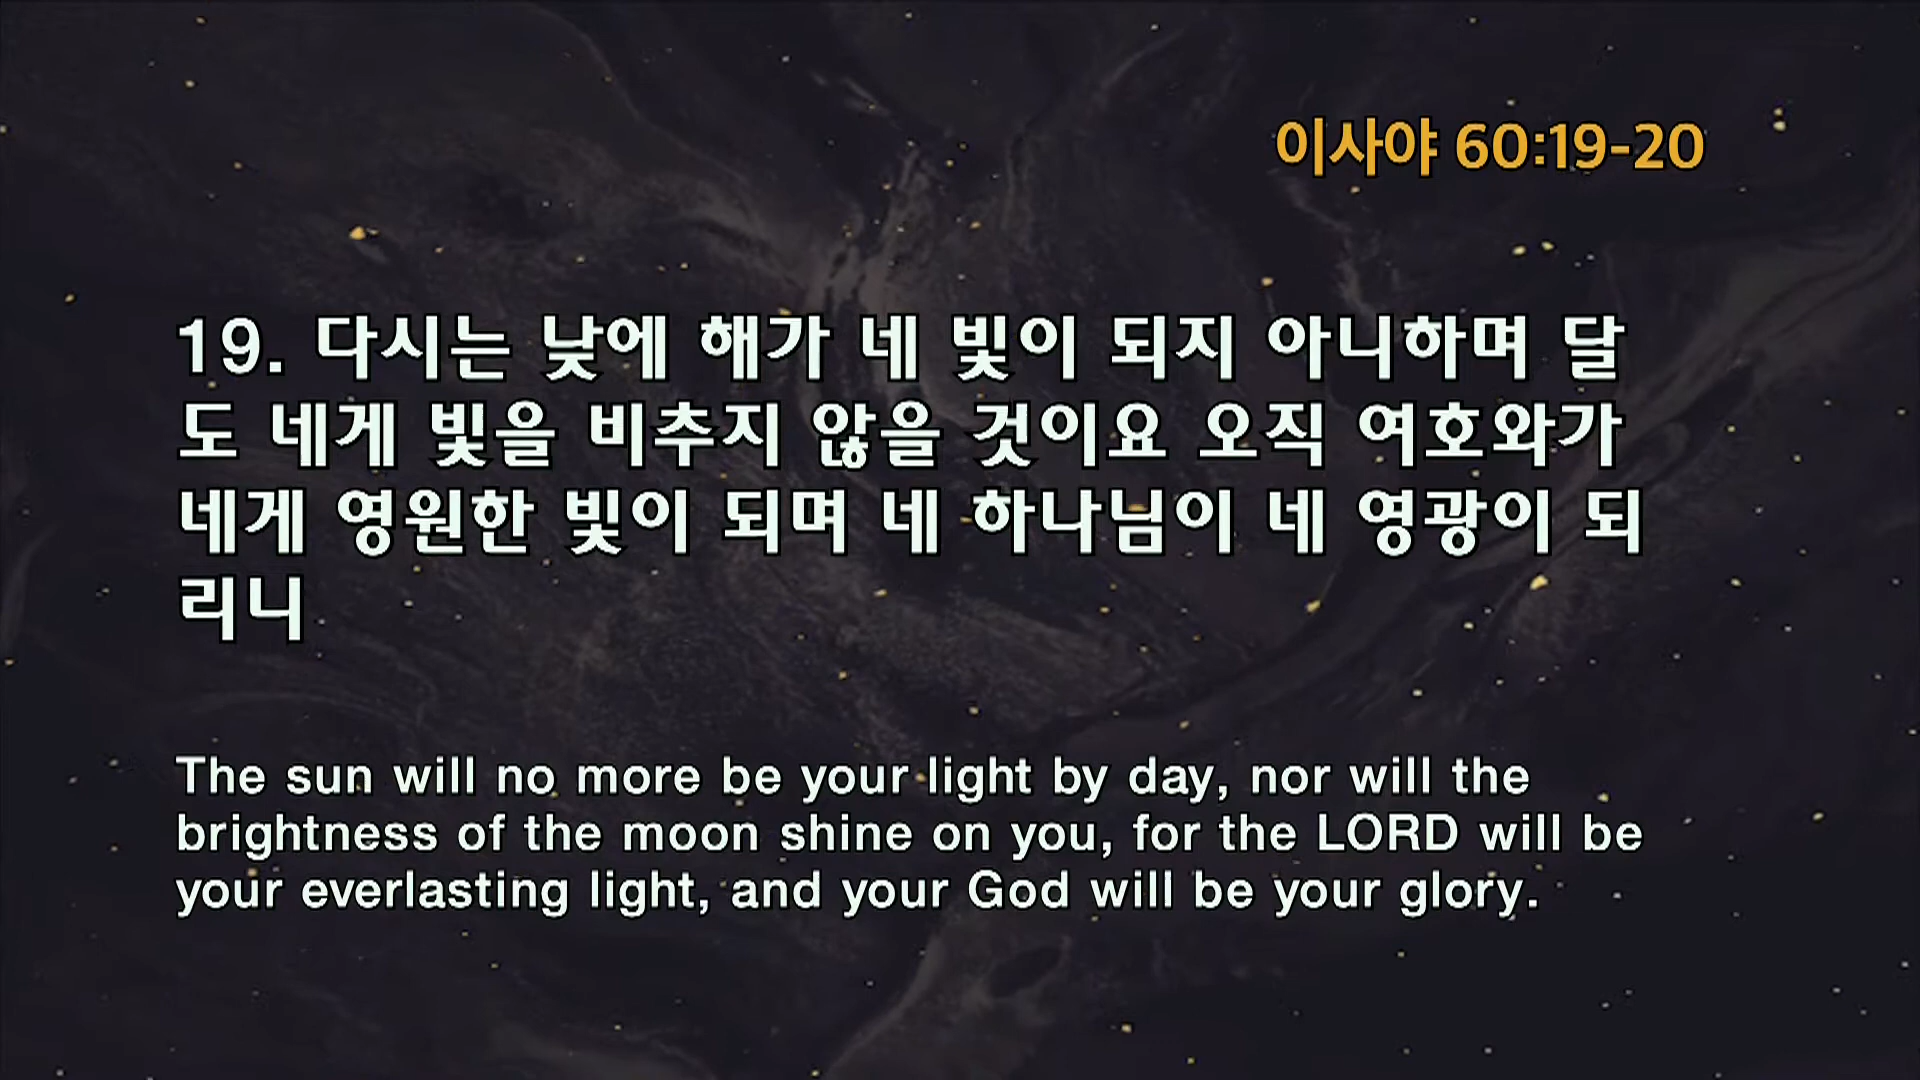 이사야 60:19-20
19. 다시는 낮에 해가 네 빛이 되지 아니하며 달
도 네게 빛을 비추지 않을 것이요 오직 여호와가
네게 영원한 빛이 되며 네 하나님이 네 영광이 되
리니
The sun will no more be your light by day, nor will the
brightness of the moon shine on you, for the LORD will be
your everlasting light, and your God will be your glory.